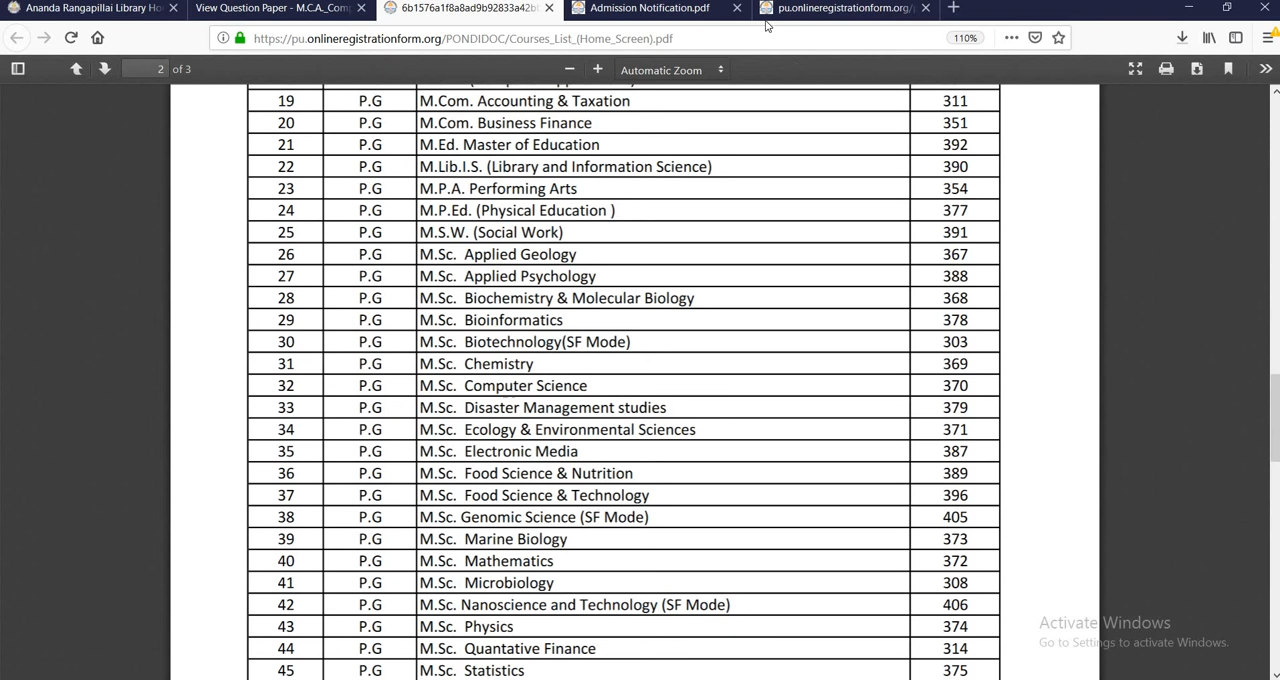 Ananda Rangapillai Library Ho
View Question Paper - M.C.A._Com
6b1576a1f8a8ad9b92833a42b
Admission Notification.pdf
pu.onlineregistrationform.org/
https://pu.onlineregistrationform.org/PONDIDOC/Courses_List_(Home_Screen).pdf
110%
2 of 3
Automatic Zoom
19 P.G M.Com. Accounting & Taxation 311
20 P.G M.Com. Business Finance 351
21 P.G M.Ed. Master of Education 392
22 P.G M.Lib.I.S. (Library and Information Science) 390
23 P.G M.P.A. Performing Arts 354
24 P.G M.P.Ed. (Physical Education ) 377
25 P.G M.S.W. (Social Work) 391
26 P.G M.Sc. Applied Geology 367
27 P.G M.Sc. Applied Psychology 388
28 P.G M.Sc. Biochemistry & Molecular Biology 368
29 P.G M.Sc. Bioinformatics 378
30 P.G M.Sc. Biotechnology(SF Mode) 303
31 P.G M.Sc. Chemistry 369
32 P.G M.Sc. Computer Science 370
33 P.G M.Sc. Disaster Management studies 379
34 P.G M.Sc. Ecology & Environmental Sciences 371
35 P.G M.Sc. Electronic Media 387
36 P.G M.Sc. Food Science & Nutrition 389
37 P.G M.Sc. Food Science & Technology 396
38 P.G M.Sc. Genomic Science (SF Mode) 405
39 P.G M.Sc. Marine Biology 373
40 P.G M.Sc. Mathematics 372
41 P.G M.Sc. Microbiology 308
42 P.G M.Sc. Nanoscience and Technology (SF Mode) 406
43 P.G M.Sc. Physics 374
44 P.G M.Sc. Quantative Finance 314
45 P.G M.Sc. Statistics 375
Activate Windows
Go to Settings to activate Windows.